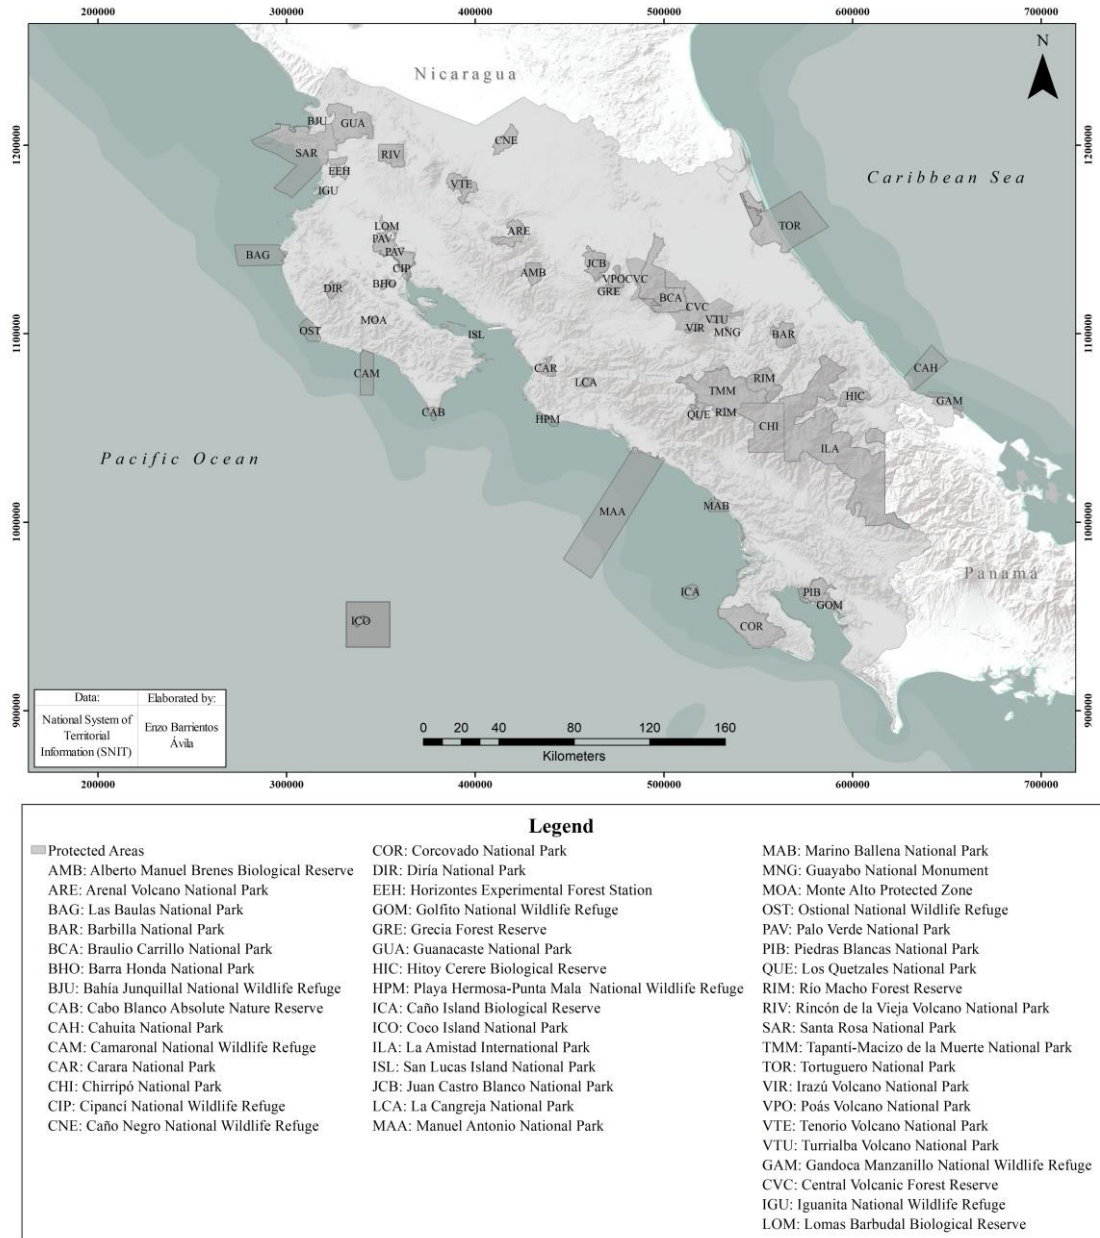 200000 300000 400000 500000 600000 700000
N
Nicaragua
BJU GUA
CNE
1200000 1200000
SAR RIV
EEH
Caribbean Sea
VTE
IGU
TOR
LOM
ARE
PAV
PAV
BAG
CIP
JCB
AMB
VPO CVC
BHO
DIR
GRE
BCA
CVC
MOA
VTU
OST
VIR
MNG
1100000 1100000
ISL
BAR
CAR
CAH
CAM
LCA
RIM
TMM
HIC
GAM
CAB
QUE RIM
HPM
CHI
ILA
Pacific Ocean
MAA
MAB
1000000 1000000
Panamá
ICA
PIB
GOM
ICO
COR
900000 900000
Data: Elaborated by:
National System of
Territorial
Information (SNIT)
Enzo Barrientos
Ávila
0 20 40 80 120 160
Kilometers
200000 300000 400000 500000 600000 700000
Legend
Protected Areas
AMB: Alberto Manuel Brenes Biological Reserve
ARE: Arenal Volcano National Park
BAG: Las Baulas National Park
BAR: Barbilla National Park
BCA: Braulio Carrillo National Park
BHO: Barra Honda National Park
BJU: Bahía Junquillal National Wildlife Refuge
CAB: Cabo Blanco Absolute Nature Reserve
CAH: Cahuita National Park
CAM: Camaronal National Wildlife Refuge
CAR: Carara National Park
CHI: Chirripó National Park
CIP: Cipancí National Wildlife Refuge
CNE: Caño Negro National Wildlife Refuge
COR: Corcovado National Park
DIR: Diría National Park
EEH: Horizontes Experimental Forest Station
GOM: Golfito National Wildlife Refuge
GRE: Grecia Forest Reserve
GUA: Guanacaste National Park
HIC: Hitoy Cerere Biological Reserve
HPM: Playa Hermosa-Punta Mala National Wildlife Refuge
ICA: Caño Island Biological Reserve
ICO: Coco Island National Park
ILA: La Amistad International Park
ISL: San Lucas Island National Park
JCB: Juan Castro Blanco National Park
LCA: La Cangreja National Park
MAA: Manuel Antonio National Park
MAB: Marino Ballena National Park
MNG: Guayabo National Monument
MOA: Monte Alto Protected Zone
OST: Ostional National Wildlife Refuge
PAV: Palo Verde National Park
PIB: Piedras Blancas National Park
QUE: Los Quetzales National Park
RIM: Río Macho Forest Reserve
RIV: Rincón de la Vieja Volcano National Park
SAR: Santa Rosa National Park
TMM: Tapantí-Macizo de la Muerte National Park
TOR: Tortuguero National Park
VIR: Irazú Volcano National Park
VPO: Poás Volcano National Park
VTE: Tenorio Volcano National Park
VTU: Turrialba Volcano National Park
GAM: Gandoca Manzanillo National Wildlife Refuge
CVC: Central Volcanic Forest Reserve
IGU: Iguanita National Wildlife Refuge
LOM: Lomas Barbudal Biological Reserve